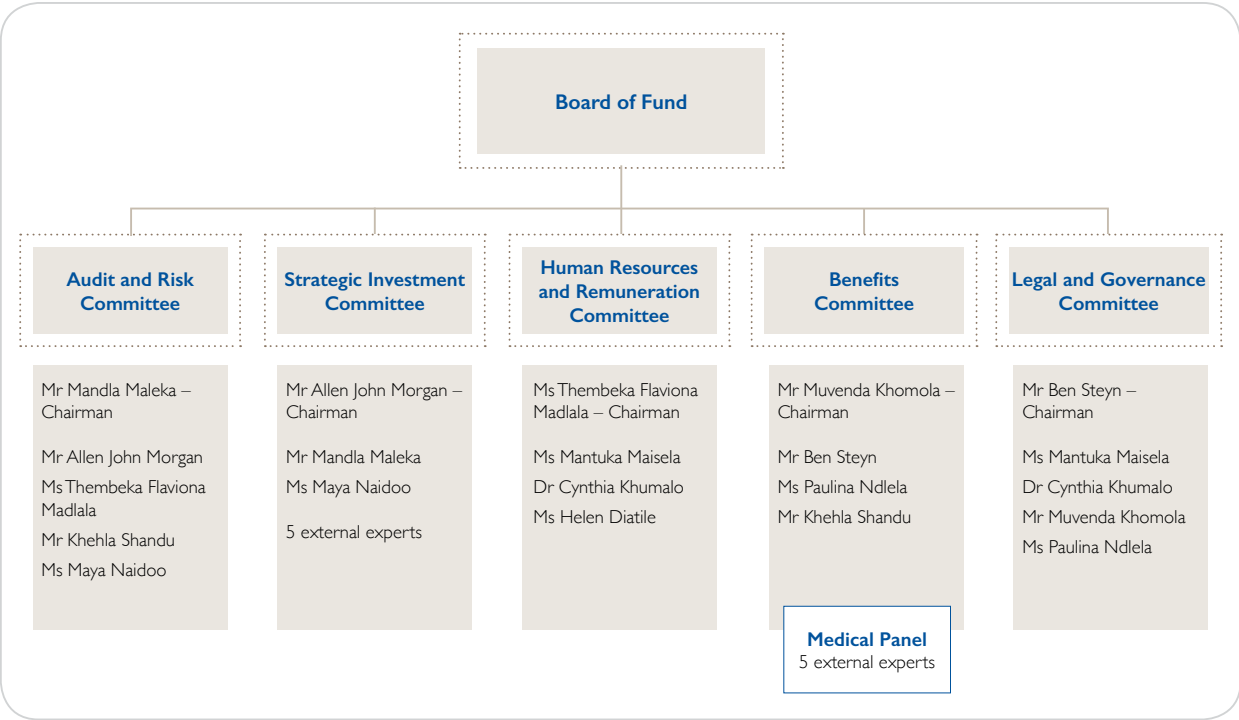 Board of Fund
Audit and Risk
Committee
Mr Mandla Maleka –
Chairman
Mr Allen John Morgan
Ms Thembeka Flaviona
Madlala
Mr Khehla Shandu
Ms Maya Naidoo
Strategic Investment
Committee
Mr Allen John Morgan –
Chairman
Mr Mandla Maleka
Ms Maya Naidoo
5 external experts
Human Resources
and Remuneration
Committee
Ms Thembeka Flaviona
Madlala – Chairman
Ms Mantuka Maisela
Dr Cynthia Khumalo
Ms Helen Diatile
Benefits
Committee
Mr Muvenda Khomola –
Chairman
Mr Ben Steyn
Ms Paulina Ndlela
Mr Khehla Shandu
Medical Panel
5 external experts
Legal and Governance
Committee
Mr Ben Steyn –
Chairman
Ms Mantuka Maisela
Dr Cynthia Khumalo
Mr Muvenda Khomola
Ms Paulina Ndlela